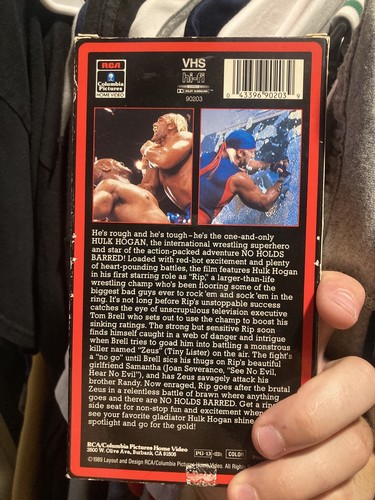 RCA
Columbia
Pictures
HOME VIDEO
VHS
hi-fi
DOLBY SURROUND
90203
0 43396 90203 9
He's rough and he's tough—he's the one-and-only
HULK HOGAN, the international wrestling superhero
and star of the action-packed adventure NO HOLDS
BARRED! Loaded with red-hot excitement and plenty
of heart-pounding battles, the film features Hulk Hogan
in his first starring role as "Rip," a larger-than-life
wrestling champ who's been flooring some of the
biggest bad guys ever to rock 'em and sock 'em in the
ring. It's not long before Rip's unstoppable success
catches the eye of unscrupulous television executive
Tom Brell who sets out to use the champ to boost his
sinking ratings. The strong but sensitive Rip soon
finds himself caught in a web of danger and intrigue
when Brell tries to goad him into battling a monstrous
killer named "Zeus" (Tiny Lister) on the air. The fight's
a "no go" until Brell sics his thugs on Rip's beautiful
girlfriend Samantha (Joan Severance, "See No Evil,
Hear No Evil"), and has Zeus savagely attack his
brother Randy. Now enraged, Rip goes after the brutal
Zeus in a relentless battle of brawn where anything
goes and there are NO HOLDS BARRED. Get a ring
side seat for non-stop fun and excitement when
see your favorite gladiator Hulk Hogan shine
spotlight and go for the gold!
RCA/Columbia Pictures Home Video
3500 W. Olive Ave., Burbank, CA 91505
PG-13
COLO
©1989 Layout and Design RCA/Columbia Pictures Home Video. All Right